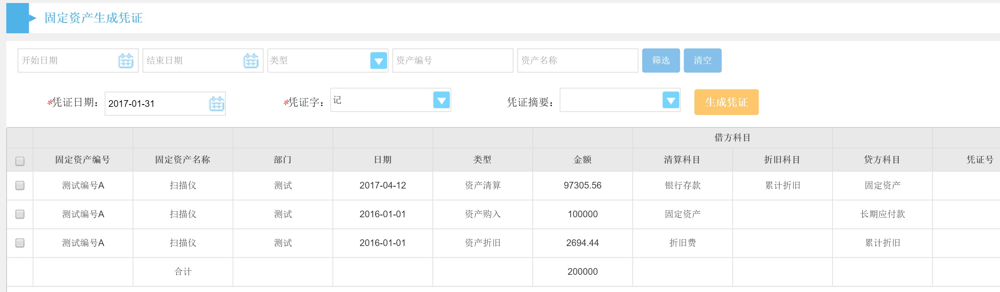 固定资产生成凭证
开始日期 结束日期 类型 资产编号 资产名称 筛选 清空
*凭证日期: 2017-01-31 *凭证字: 记 凭证摘要: 生成凭证
借方科目
固定资产编号 固定资产名称 部门 日期 类型 金额 清算科目 折旧科目 贷方科目 凭证号
测试编号A 扫描仪 测试 2017-04-12 资产清算 97305.56 银行存款 累计折旧 固定资产
测试编号A 扫描仪 测试 2016-01-01 资产购入 100000 固定资产 长期应付款
测试编号A 扫描仪 测试 2016-01-01 资产折旧 2694.44 折旧费 累计折旧
合计 200000